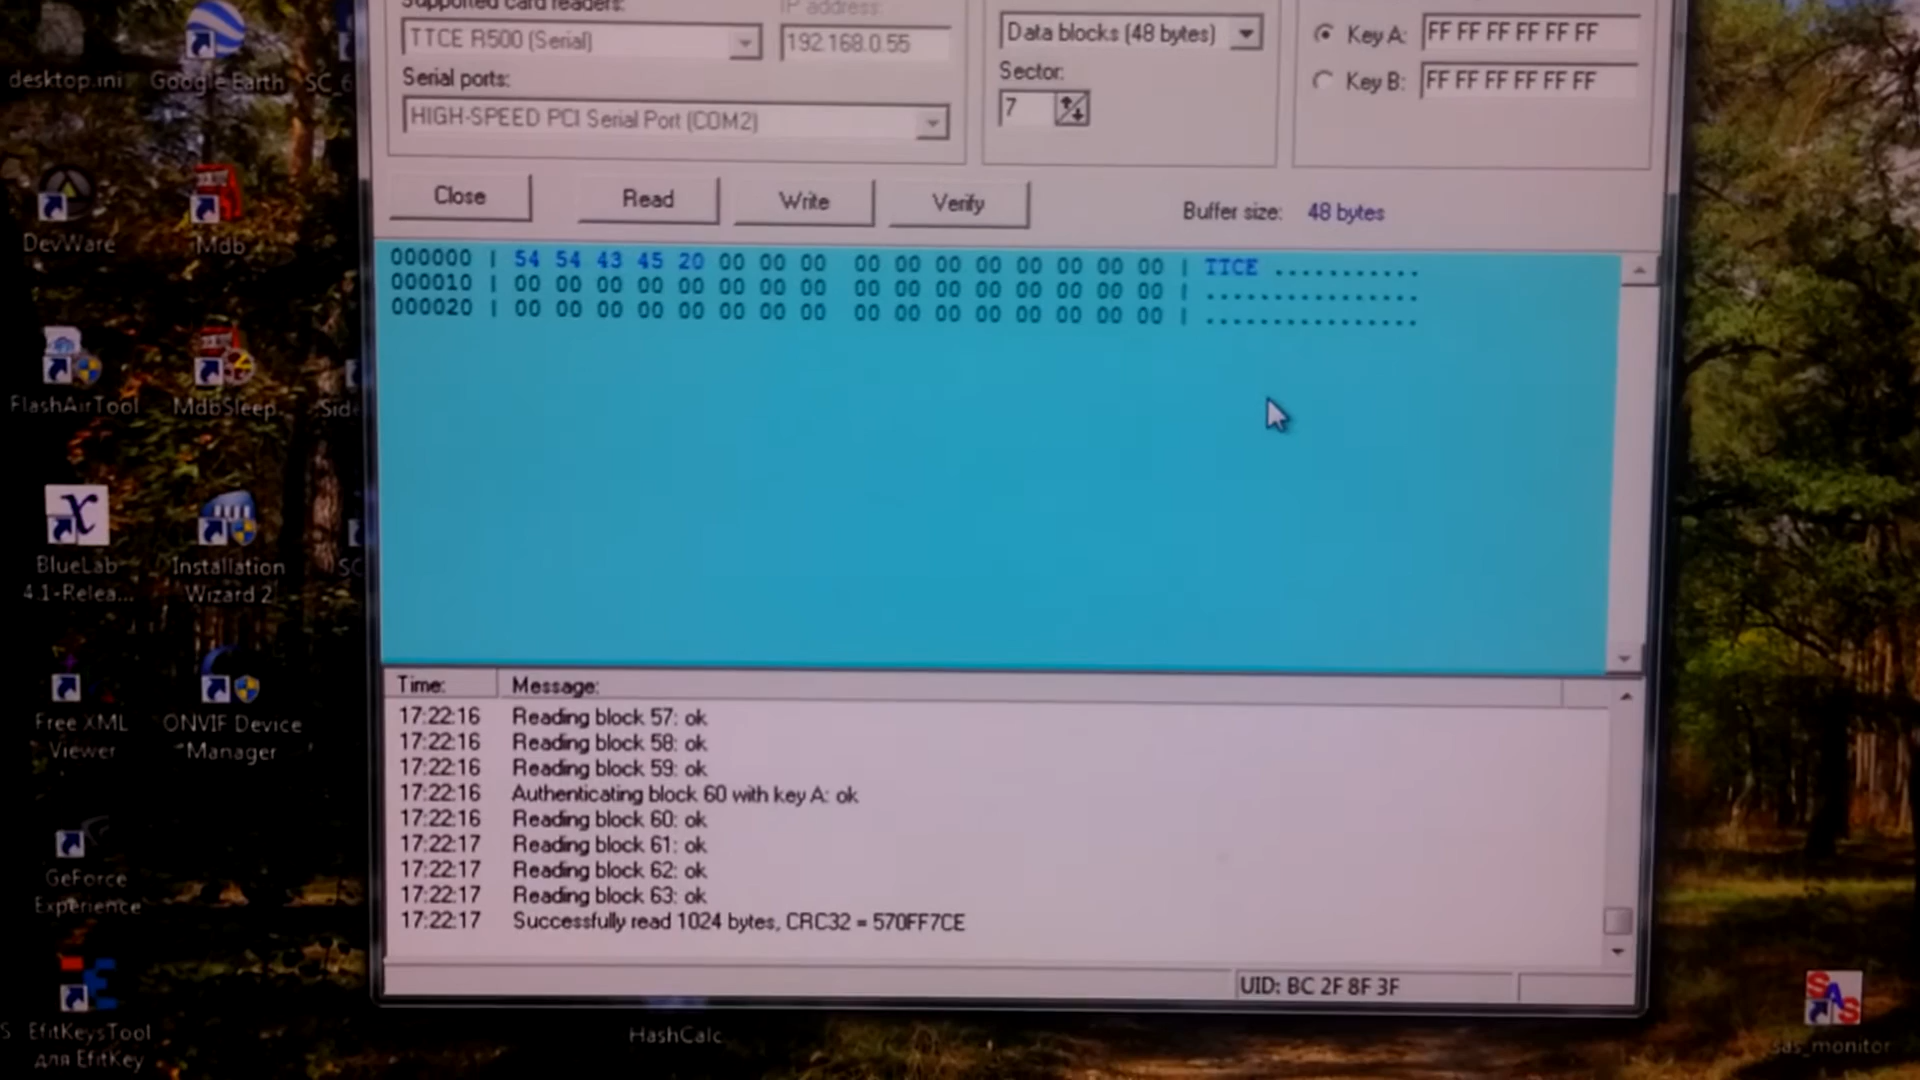 Supported card readers:
IP address:
TTCE R500 (Serial)
192.168.0.55
Serial ports:
HIGH-SPEED PCI Serial Port (COM2)
Data blocks (48 bytes)
Sector:
7
Key A:
FF FF FF FF FF FF
Key B:
FF FF FF FF FF FF
Close
Read
Write
Verify
Buffer size: 48 bytes
000000 | 54 54 43 45 20 00 00 00 00 00 00 00 00 00 00 00 | TTCE ...........
000010 | 00 00 00 00 00 00 00 00 00 00 00 00 00 00 00 00 | ................
000020 | 00 00 00 00 00 00 00 00 00 00 00 00 00 00 00 00 | ................
Time: Message:
17:22:16 Reading block 57: ok
17:22:16 Reading block 58: ok
17:22:16 Reading block 59: ok
17:22:16 Authenticating block 60 with key A: ok
17:22:16 Reading block 60: ok
17:22:17 Reading block 61: ok
17:22:17 Reading block 62: ok
17:22:17 Reading block 63: ok
17:22:17 Successfully read 1024 bytes, CRC32 = 570FF7CE
UID: BC 2F 8F 3F
desktop.ini
Google Earth
SC_6
DevWare
Mdb
FlashAirTool
MdbSleep
Sid
BlueLab
4.1-Relea...
Installation
Wizard 2
SC
Free XML
Viewer
ONVIF Device
Manager
GeForce
Experience
EfitKeysTool
для EfitKey
HashCalc
SAS
sas_monitor